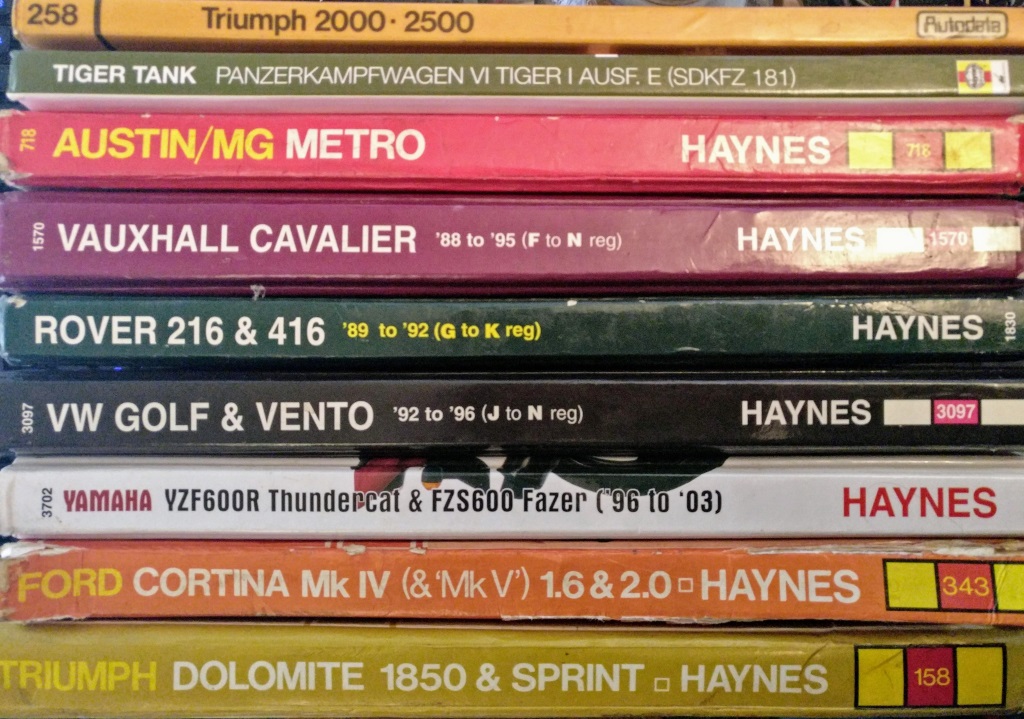 258 Triumph 2000 · 2500 Autodata
TIGER TANK PANZERKAMPFWAGEN VI TIGER I AUSF. E (SDKFZ 181)
718 AUSTIN/MG METRO HAYNES 718
1570 VAUXHALL CAVALIER '88 to '95 (F to N reg) HAYNES 1570
ROVER 216 & 416 '89 to '92 (G to K reg) HAYNES 1830
3097 VW GOLF & VENTO '92 to '96 (J to N reg) HAYNES 3097
3702 YAMAHA YZF600R Thundercat & FZS600 Fazer ('96 to '03) HAYNES
FORD CORTINA Mk IV (& 'Mk V') 1.6 & 2.0 □ HAYNES 343
TRIUMPH DOLOMITE 1850 & SPRINT □ HAYNES 158